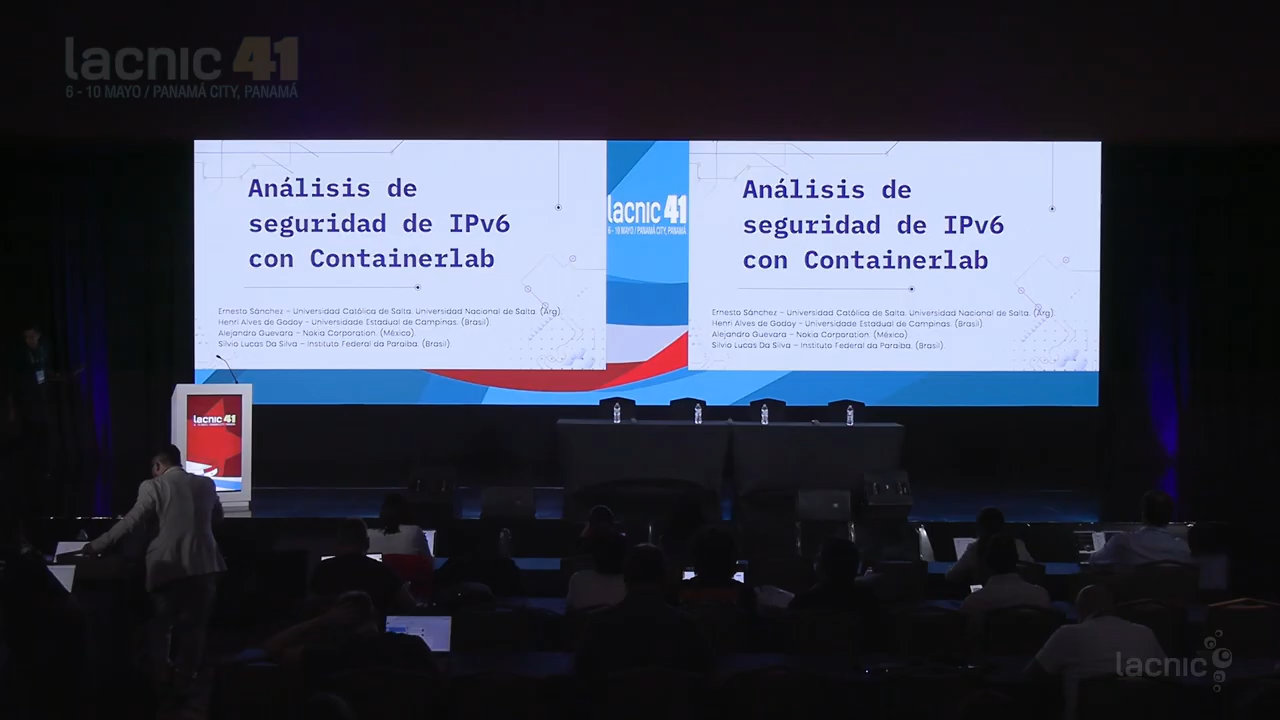 lacnic 41
6 - 10 MAYO / PANAMÁ CITY, PANAMÁ
Análisis de
seguridad de IPv6
con Containerlab
Ernesto Sánchez – Universidad Católica de Salta. Universidad Nacional de Salta. (Arg)
Henri Alves de Godoy - Universidade Estadual de Campinas. (Brasil)
Alejandro Guevara – Nokia Corporation. (México).
Silvio Lucas Da Silva – Instituto Federal da Paraíba. (Brasil).
lacnic 41
6 - 10 MAYO / PANAMÁ CITY, PANAMÁ
Análisis de
seguridad de IPv6
con Containerlab
Ernesto Sánchez – Universidad Católica de Salta. Universidad Nacional de Salta. (Arg).
Henri Alves de Godoy - Universidade Estadual de Campinas. (Brasil)
Alejandro Guevara – Nokia Corporation. (México).
Silvio Lucas Da Silva – Instituto Federal da Paraíba. (Brasil).
lacnic 41
lacnic